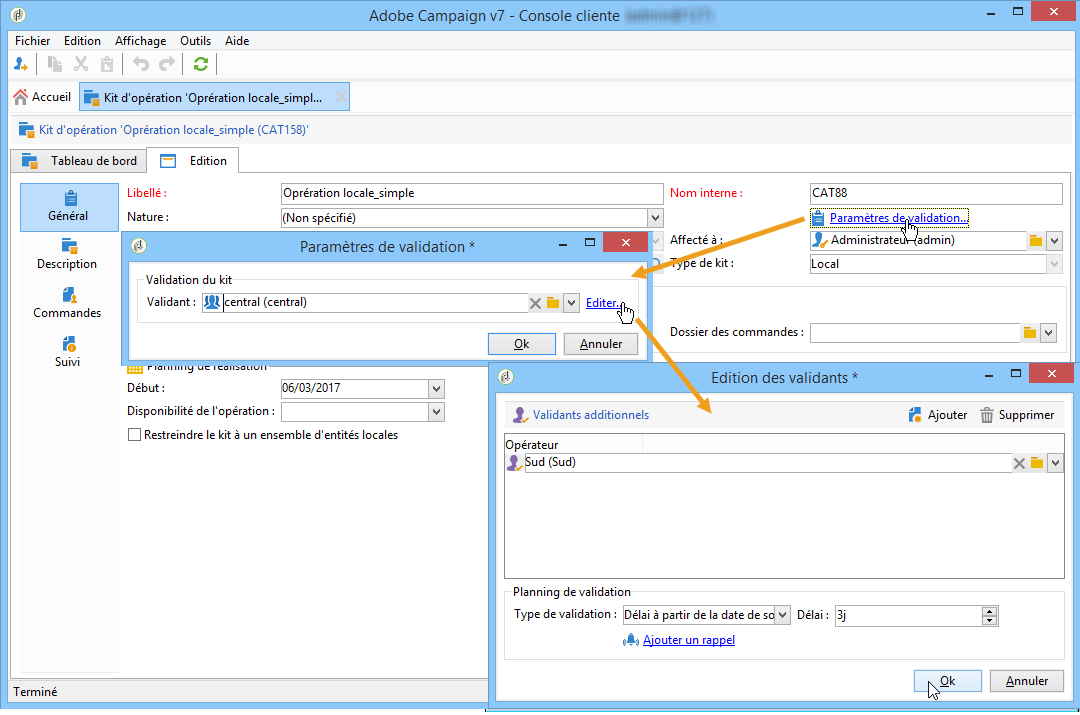 Adobe Campaign v7 - Console cliente
Fichier Edition Affichage Outils Aide
Accueil Kit d'opération 'Oprération locale_simpl...
Kit d'opération 'Oprération locale_simple (CAT158)'
Tableau de bord Edition
Général
Description
Commandes
Suivi
Libellé : Oprération locale_simple Nom interne : CAT88
Nature : (Non spécifié) Paramètres de validation...
Affecté à : Administrateur (admin)
Type de kit : Local
Dossier des commandes :
Paramètres de validation *
Validation du kit
Validant : central (central) Editer...
Ok Annuler
Planning de réalisation
Début : 06/03/2017
Disponibilité de l'opération :
Restreindre le kit à un ensemble d'entités locales
Edition des validants *
Validants additionnels Ajouter Supprimer
Opérateur
Sud (Sud)
Planning de validation
Type de validation : Délai à partir de la date de so Délai : 3j
Ajouter un rappel
Ok Annuler
Terminé